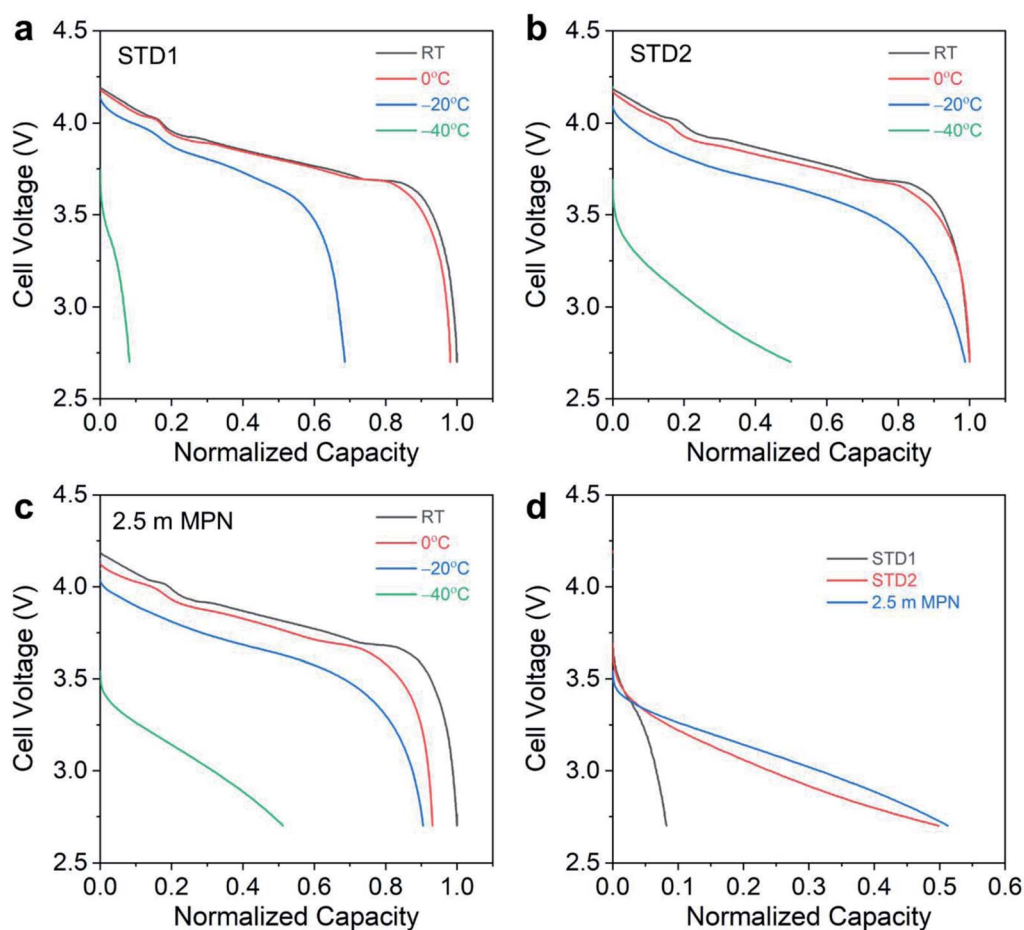 a
STD1
RT
0°C
–20°C
–40°C
4.5
4.0
3.5
3.0
2.5
Cell Voltage (V)
0.0 0.2 0.4 0.6 0.8 1.0
Normalized Capacity
b
STD2
RT
0°C
–20°C
–40°C
4.5
4.0
3.5
3.0
2.5
Cell Voltage (V)
0.0 0.2 0.4 0.6 0.8 1.0
Normalized Capacity
c
2.5 m MPN
RT
0°C
–20°C
–40°C
4.5
4.0
3.5
3.0
2.5
Cell Voltage (V)
0.0 0.2 0.4 0.6 0.8 1.0
Normalized Capacity
d
STD1
STD2
2.5 m MPN
4.5
4.0
3.5
3.0
2.5
Cell Voltage (V)
0.0 0.1 0.2 0.3 0.4 0.5 0.6
Normalized Capacity